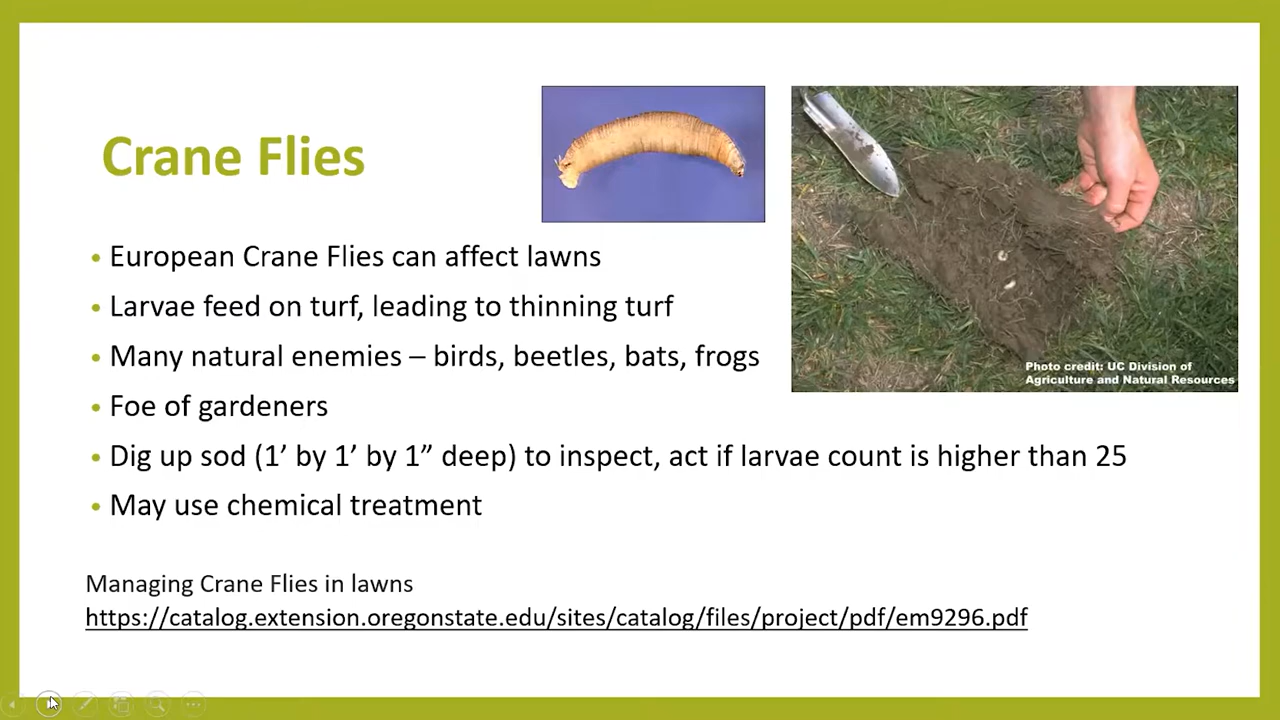 Crane Flies
• European Crane Flies can affect lawns
• Larvae feed on turf, leading to thinning turf
• Many natural enemies – birds, beetles, bats, frogs
Photo credit: UC Division of
Agriculture and Natural Resources
• Foe of gardeners
• Dig up sod (1’ by 1’ by 1” deep) to inspect, act if larvae count is higher than 25
• May use chemical treatment
Managing Crane Flies in lawns
https://catalog.extension.oregonstate.edu/sites/catalog/files/project/pdf/em9296.pdf